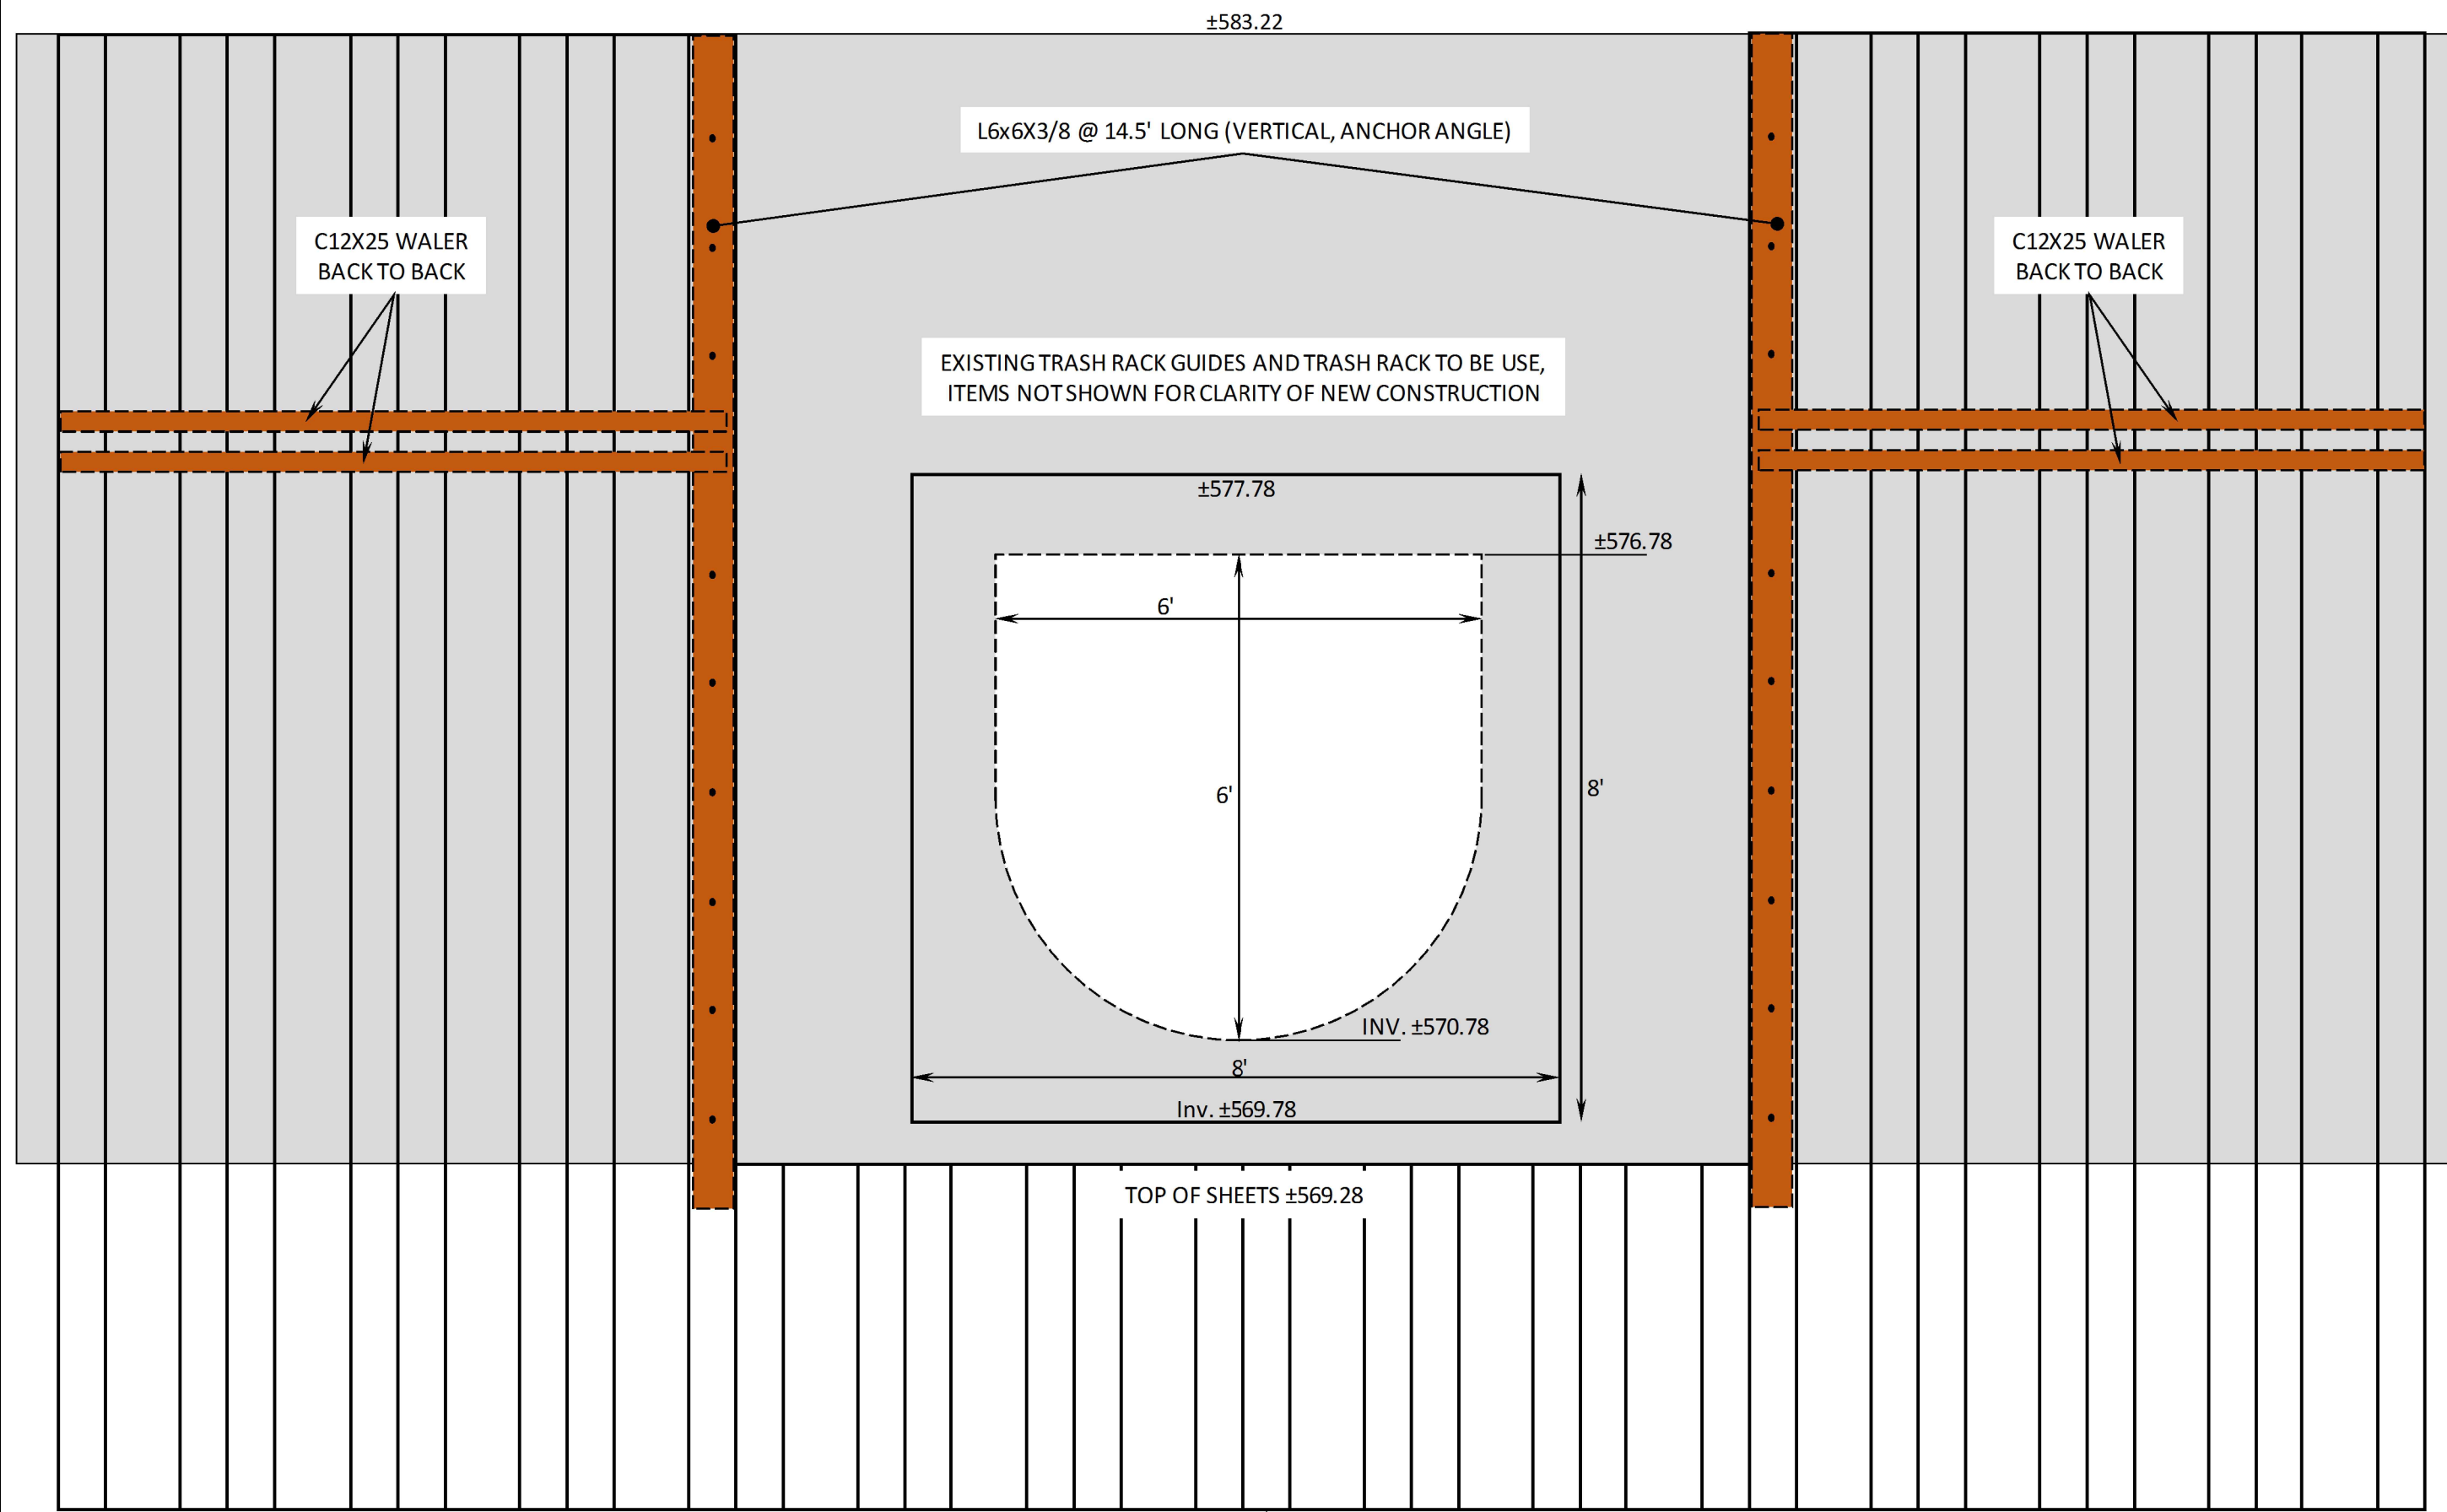 ±583.22
L6x6X3/8 @ 14.5' LONG (VERTICAL, ANCHOR ANGLE)
C12X25 WALER
BACK TO BACK
C12X25 WALER
BACK TO BACK
EXISTING TRASH RACK GUIDES AND TRASH RACK TO BE USE,
ITEMS NOT SHOWN FOR CLARITY OF NEW CONSTRUCTION
±577.78
±576.78
6'
6'
8'
INV. ±570.78
8'
Inv. ±569.78
TOP OF SHEETS ±569.28